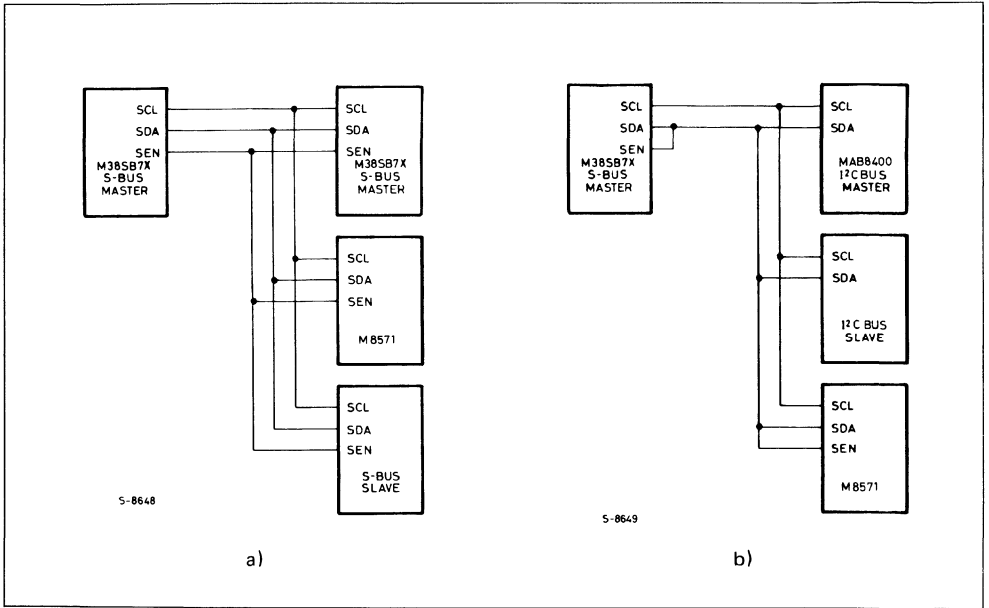 SCL
SDA
SEN
M38SB7X
S-BUS
MASTER
SCL
SDA
SEN
M38SB7X
S-BUS
MASTER
SCL
SDA
SEN
M8571
SCL
SDA
SEN
S-BUS
SLAVE
S-8648
a)
SCL
SDA
SEN
M38SB7X
S-BUS
MASTER
SCL
SDA
MAB8400
I²C BUS
MASTER
SCL
SDA
I²C BUS
SLAVE
SCL
SDA
SEN
M8571
S-8649
b)